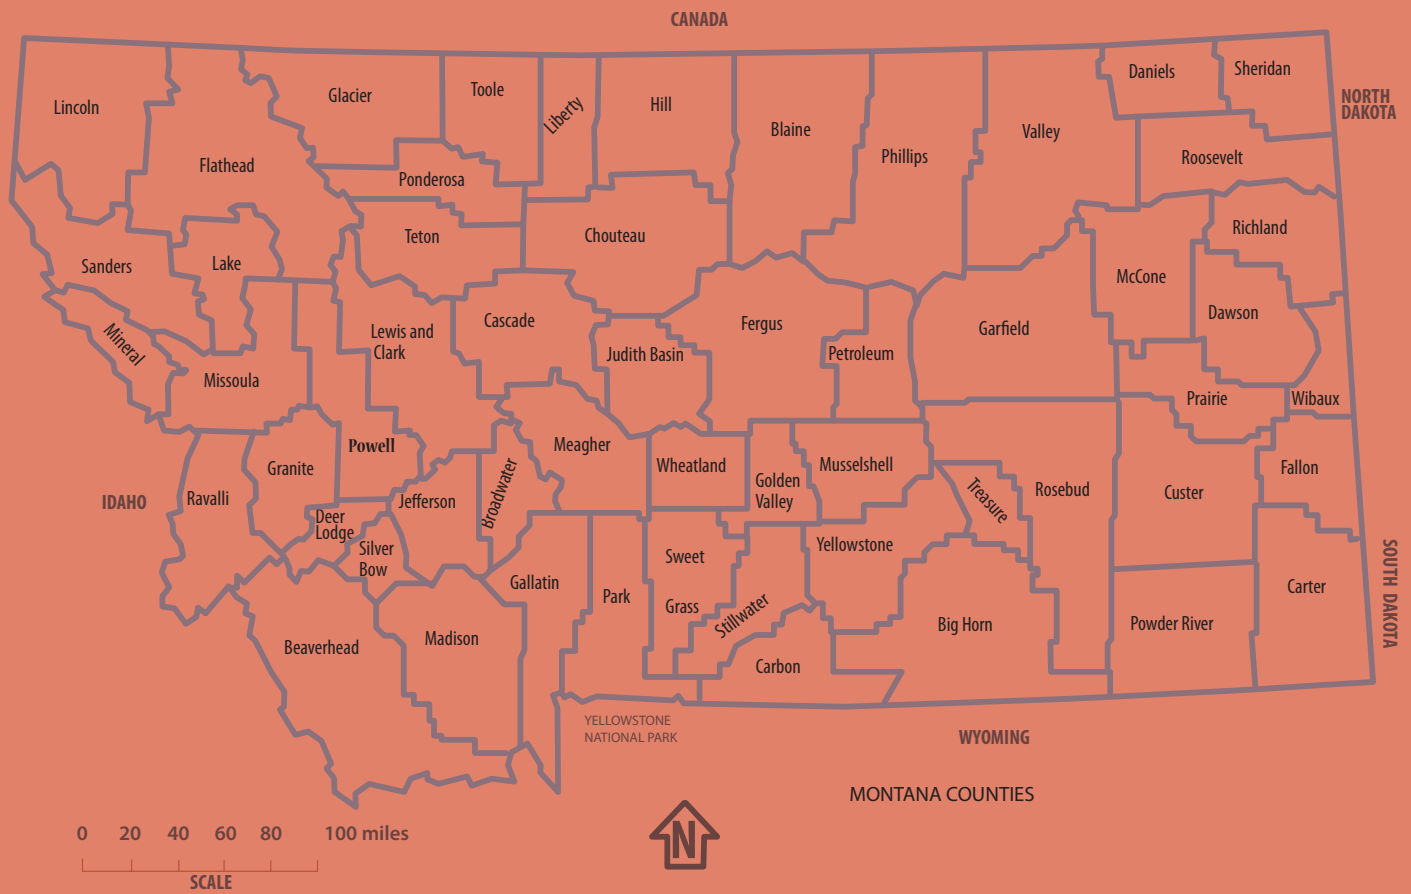 CANADA
Lincoln
Flathead
Glacier
Toole
Liberty
Hill
Blaine
Phillips
Valley
Daniels
Sheridan
NORTH
DAKOTA
Roosevelt
Ponderosa
Teton
Chouteau
Richland
Sanders
Lake
McCone
Dawson
Mineral
Missoula
Lewis and
Clark
Cascade
Judith Basin
Fergus
Petroleum
Garfield
Prairie
Wibaux
Powell
Granite
Meagher
Wheatland
Golden
Valley
Musselshell
Treasure
Rosebud
Custer
Fallon
IDAHO
Ravalli
Deer
Lodge
Jefferson
Broadwater
Silver
Bow
Gallatin
Park
Sweet
Grass
Stillwater
Yellowstone
Big Horn
Powder River
Carter
SOUTH DAKOTA
Beaverhead
Madison
Carbon
YELLOWSTONE
NATIONAL PARK
WYOMING
MONTANA COUNTIES
0 20 40 60 80 100 miles
SCALE
N